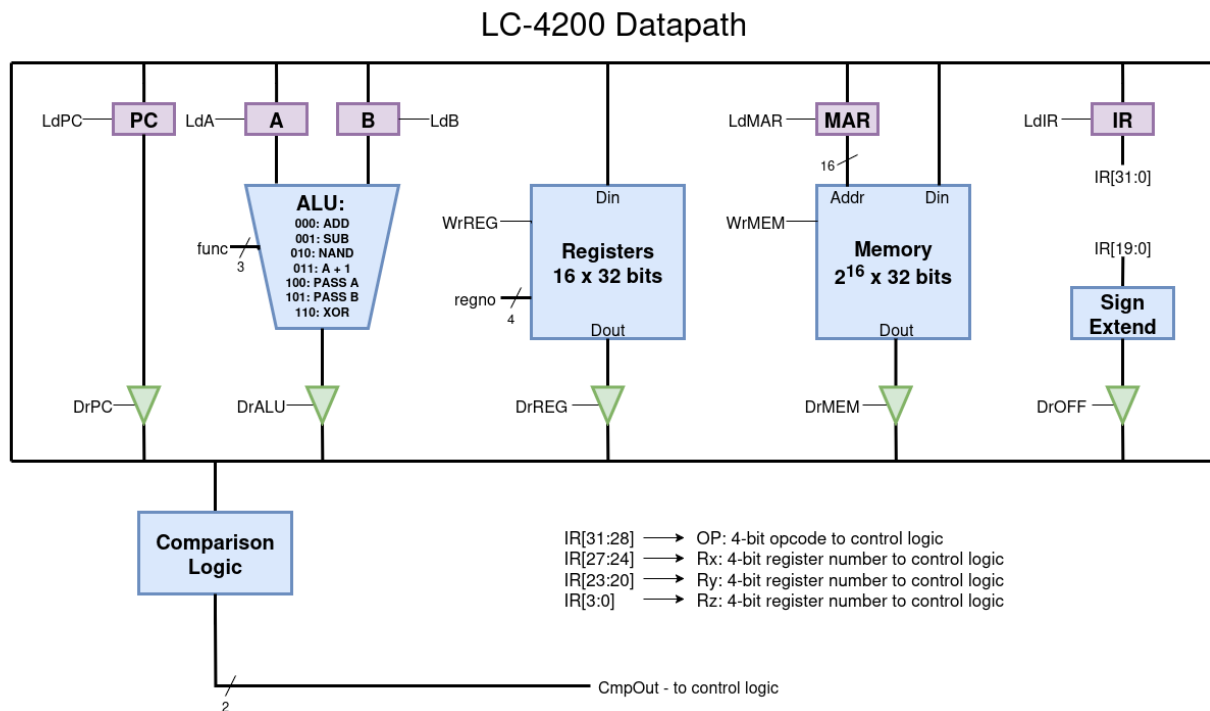 LC-4200 Datapath
LdPC
PC
LdA
A
B
LdB
LdMAR
MAR
LdIR
IR
16
IR[31:0]
ALU:
000: ADD
001: SUB
010: NAND
011: A + 1
100: PASS A
101: PASS B
110: XOR
func
3
Din
WrREG
Registers
16 x 32 bits
regno
4
Dout
Addr
Din
WrMEM
Memory
2^16 x 32 bits
Dout
IR[19:0]
Sign
Extend
DrPC
DrALU
DrREG
DrMEM
DrOFF
Comparison
Logic
IR[31:28] OP: 4-bit opcode to control logic
IR[27:24] Rx: 4-bit register number to control logic
IR[23:20] Ry: 4-bit register number to control logic
IR[3:0] Rz: 4-bit register number to control logic
2
CmpOut - to control logic